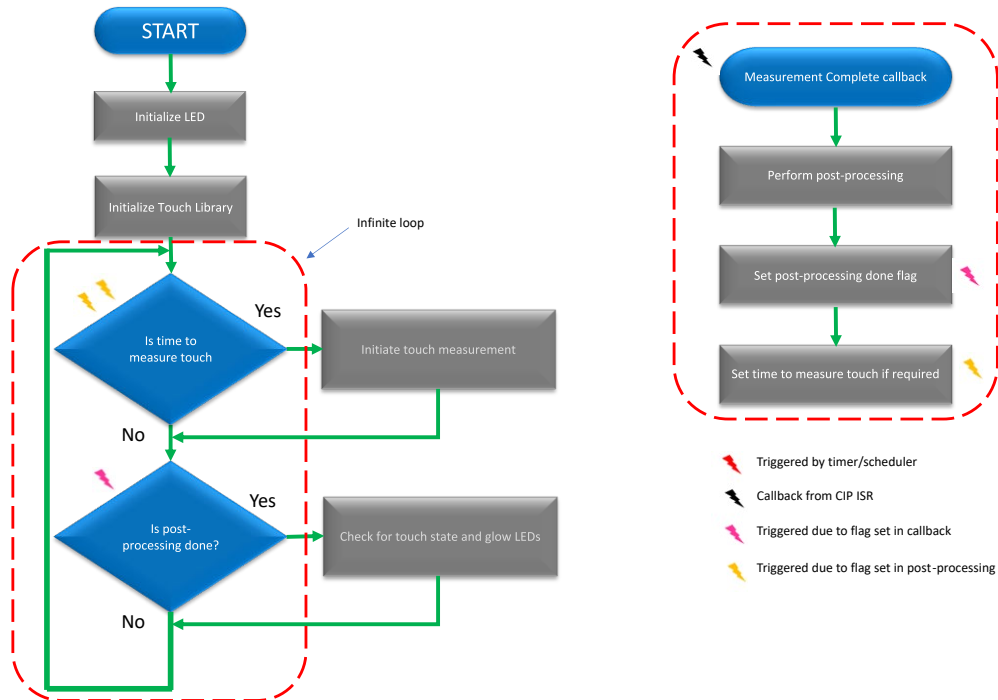 START
Initialize LED
Initialize Touch Library
Infinite loop
Is time to
measure touch
Yes
Initiate touch measurement
No
Is post-
processing done?
Yes
Check for touch state and glow LEDs
No
Measurement Complete callback
Perform post-processing
Set post-processing done flag
Set time to measure touch if required
Triggered by timer/scheduler
Callback from CIP ISR
Triggered due to flag set in callback
Triggered due to flag set in post-processing